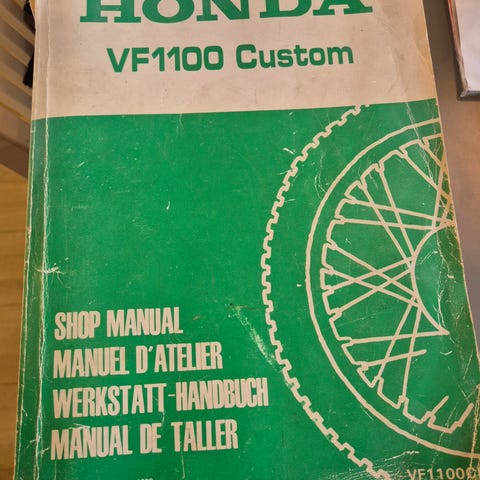 HONDA
VF1100 Custom
SHOP MANUAL
MANUEL D'ATELIER
WERKSTATT-HANDBUCH
MANUAL DE TALLER